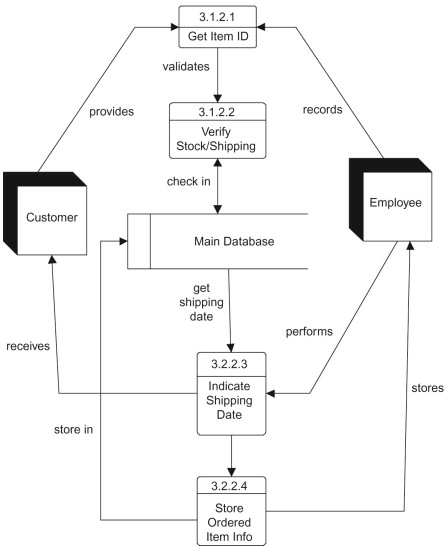 3.1.2.1
Get Item ID
validates
provides
records
3.1.2.2
Verify
Stock/Shipping
check in
Customer
Employee
Main Database
get
shipping
date
receives
performs
3.2.2.3
Indicate
Shipping
Date
stores
store in
3.2.2.4
Store
Ordered
Item Info